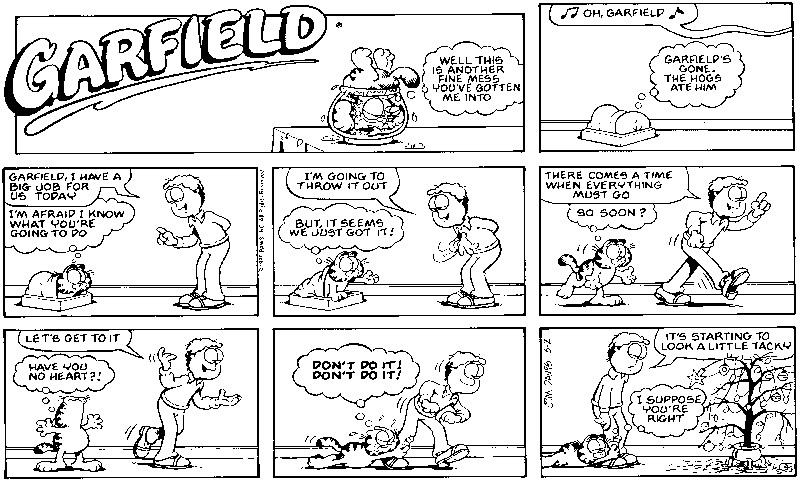 GARFIELD
WELL THIS
IS ANOTHER
FINE MESS
YOU'VE GOTTEN
ME INTO
♫ OH, GARFIELD ♪
GARFIELD'S
GONE.
THE HOGS
ATE HIM
GARFIELD, I HAVE A
BIG JOB FOR
US TODAY
I'M AFRAID I KNOW
WHAT YOU'RE
GOING TO DO
I'M GOING TO
THROW IT OUT
BUT, IT SEEMS
WE JUST GOT IT!
THERE COMES A TIME
WHEN EVERYTHING
MUST GO
SO SOON?
LET'S GET TO IT
HAVE YOU
NO HEART?!
DON'T DO IT!
DON'T DO IT!
JIM DAVIS 5-2
IT'S STARTING TO
LOOK A LITTLE TACKY
I SUPPOSE
YOU'RE
RIGHT